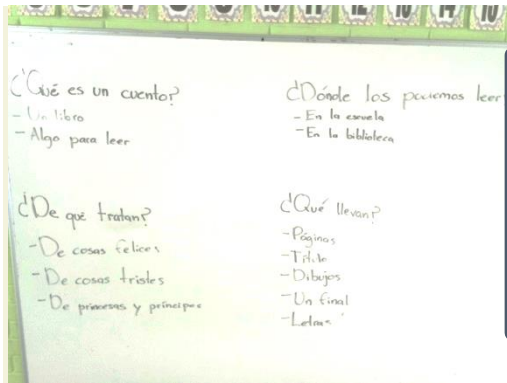 ¿Qué es un cuento?
- Un libro
- Algo para leer
¿Dónde los podemos leer
- En la escuela
- En la biblioteca
¿De qué tratan?
- De cosas felices
- De cosas tristes
- De princesas y príncipes
¿Qué llevan?
- Páginas
- Título
- Dibujos
- Un final
- Letras